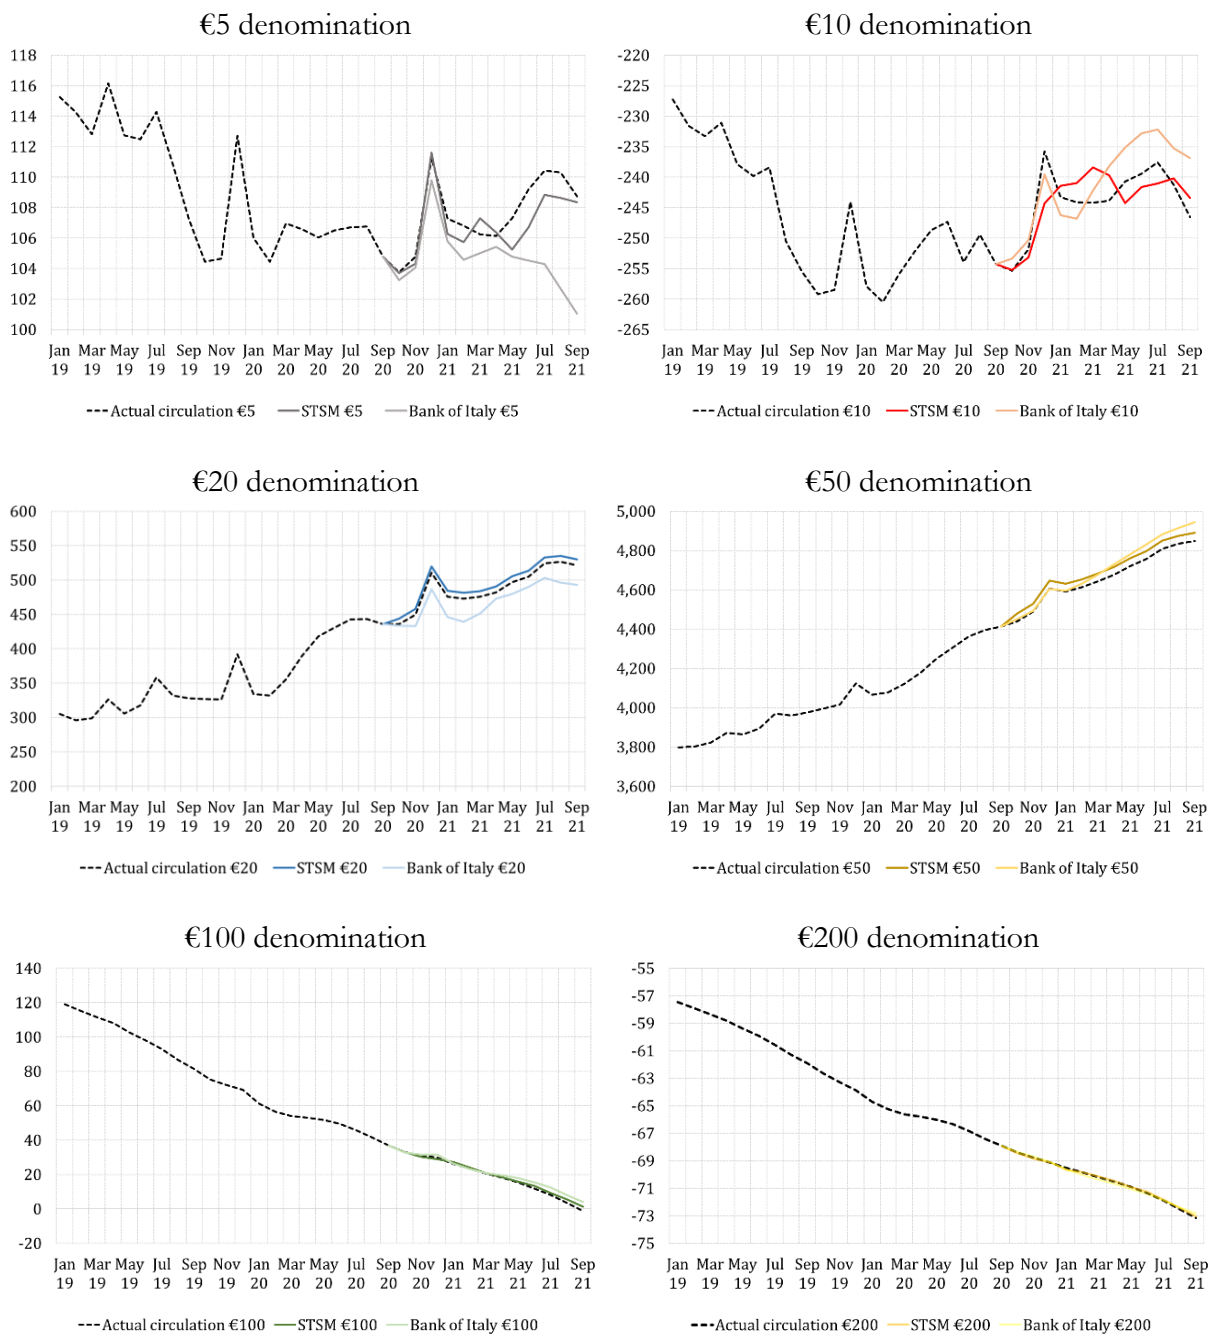 €5 denomination
118
116
114
112
110
108
106
104
102
100
Jan Mar May Jul Sep Nov Jan Mar May Jul Sep Nov Jan Mar May Jul Sep
19 19 19 19 19 19 20 20 20 20 20 20 21 21 21 21 21
Actual circulation €5 STSM €5 Bank of Italy €5
€10 denomination
-220
-225
-230
-235
-240
-245
-250
-255
-260
-265
Jan Mar May Jul Sep Nov Jan Mar May Jul Sep Nov Jan Mar May Jul Sep
19 19 19 19 19 19 20 20 20 20 20 20 21 21 21 21 21
Actual circulation €10 STSM €10 Bank of Italy €10
€20 denomination
600
550
500
450
400
350
300
250
200
Jan Mar May Jul Sep Nov Jan Mar May Jul Sep Nov Jan Mar May Jul Sep
19 19 19 19 19 19 20 20 20 20 20 20 21 21 21 21 21
Actual circulation €20 STSM €20 Bank of Italy €20
€50 denomination
5,000
4,800
4,600
4,400
4,200
4,000
3,800
3,600
Jan Mar May Jul Sep Nov Jan Mar May Jul Sep Nov Jan Mar May Jul Sep
19 19 19 19 19 19 20 20 20 20 20 20 21 21 21 21 21
Actual circulation €50 STSM €50 Bank of Italy €50
€100 denomination
140
120
100
80
60
40
20
0
-20
Jan Mar May Jul Sep Nov Jan Mar May Jul Sep Nov Jan Mar May Jul Sep
19 19 19 19 19 19 20 20 20 20 20 20 21 21 21 21 21
Actual circulation €100 STSM €100 Bank of Italy €100
€200 denomination
-55
-57
-59
-61
-63
-65
-67
-69
-71
-73
-75
Jan Mar May Jul Sep Nov Jan Mar May Jul Sep Nov Jan Mar May Jul Sep
19 19 19 19 19 19 20 20 20 20 20 20 21 21 21 21 21
Actual circulation €200 STSM €200 Bank of Italy €200